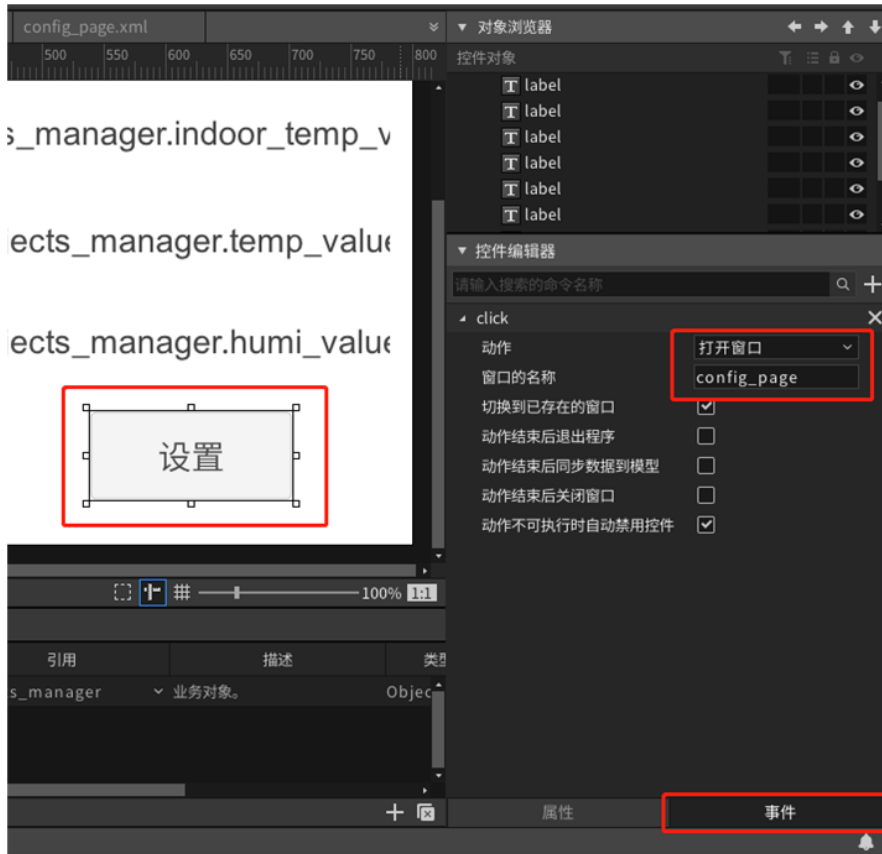 config_page.xml
对象浏览器
500 550 600 650 700 750 800
控件对象
label
label
label
label
label
label
s_manager.indoor_temp_v
jects_manager.temp_value
jects_manager.humi_value
设置
控件编辑器
请输入搜索的命令名称
click
动作 打开窗口
窗口的名称 config_page
切换到已存在的窗口
动作结束后退出程序
动作结束后同步数据到模型
动作结束后关闭窗口
动作不可执行时自动禁用控件
100% 1:1
引用 描述 类型
s_manager 业务对象。 Objec
属性 事件